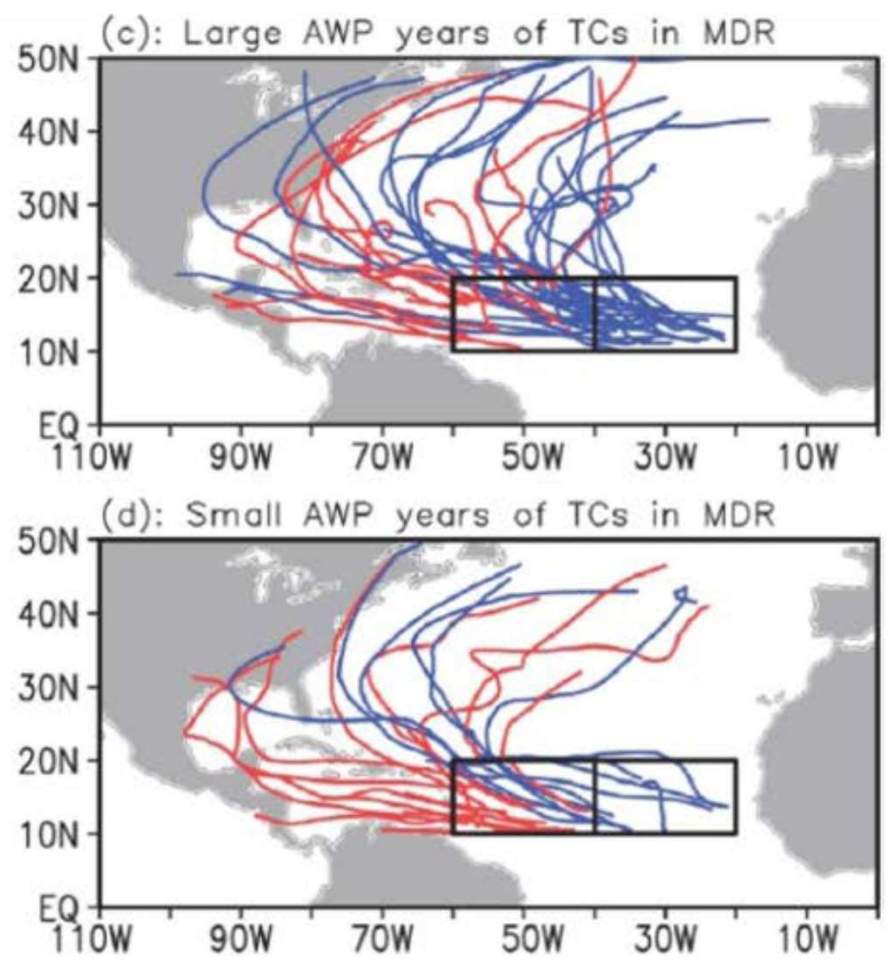 (c): Large AWP years of TCs in MDR
50N
40N
30N
20N
10N
EQ
110W 90W 70W 50W 30W 10W
(d): Small AWP years of TCs in MDR
50N
40N
30N
20N
10N
EQ
110W 90W 70W 50W 30W 10W